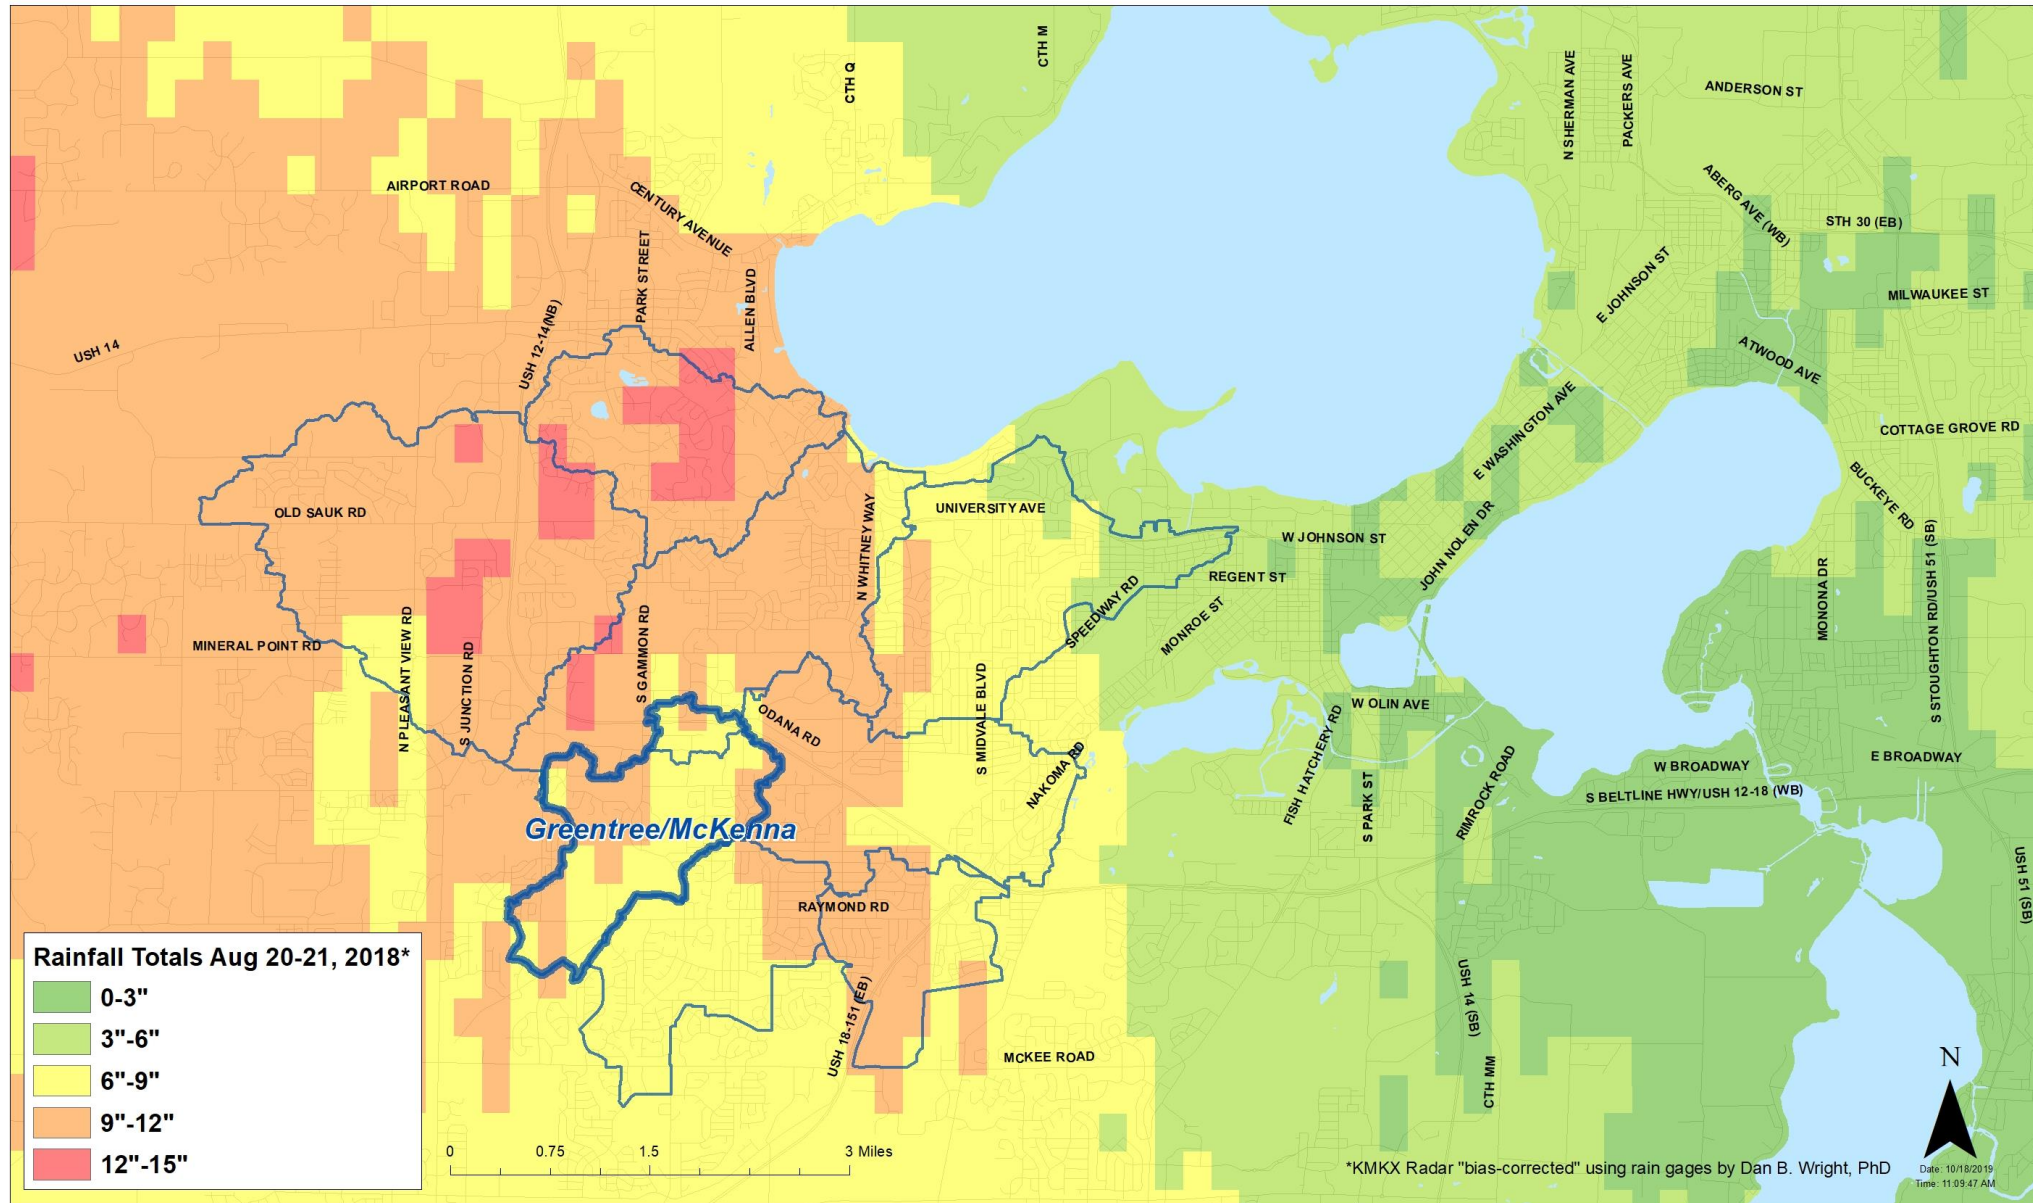 CTH M
CTH Q
N SHERMAN AVE
PACKERS AVE
ANDERSON ST
AIRPORT ROAD
CENTURY AVENUE
ABERG AVE (WB)
STH 30 (EB)
PARK STREET
ALLEN BLVD
E JOHNSON ST
MILWAUKEE ST
USH 14
USH 12-14(NB)
ATWOOD AVE
E WASHINGTON AVE
COTTAGE GROVE RD
BUCKEYE RD
OLD SAUK RD
UNIVERSITY AVE
N WHITNEY WAY
W JOHNSON ST
JOHN NOLEN DR
REGENT ST
SPEEDWAY RD
MONROE ST
MONONA DR
S STOUGHTON RD/USH 51 (SB)
MINERAL POINT RD
N PLEASANT VIEW RD
S JUNCTION RD
S GAMMON RD
ODANA RD
S MIDVALE BLVD
NAKOMA RD
W OLIN AVE
FISH HATCHERY RD
S PARK ST
RIMROCK ROAD
W BROADWAY
E BROADWAY
S BELTLINE HWY/USH 12-18 (WB)
Greentree/McKenna
RAYMOND RD
USH 51 (SB)
USH 18-151 (EB)
MCKEE ROAD
USH 14 (SB)
CTH MM
Rainfall Totals Aug 20-21, 2018*
0-3"
3"-6"
6"-9"
9"-12"
12"-15"
0 0.75 1.5 3 Miles
N
*KMKX Radar "bias-corrected" using rain gages by Dan B. Wright, PhD
Date: 10/18/2019
Time: 11:09:47 AM